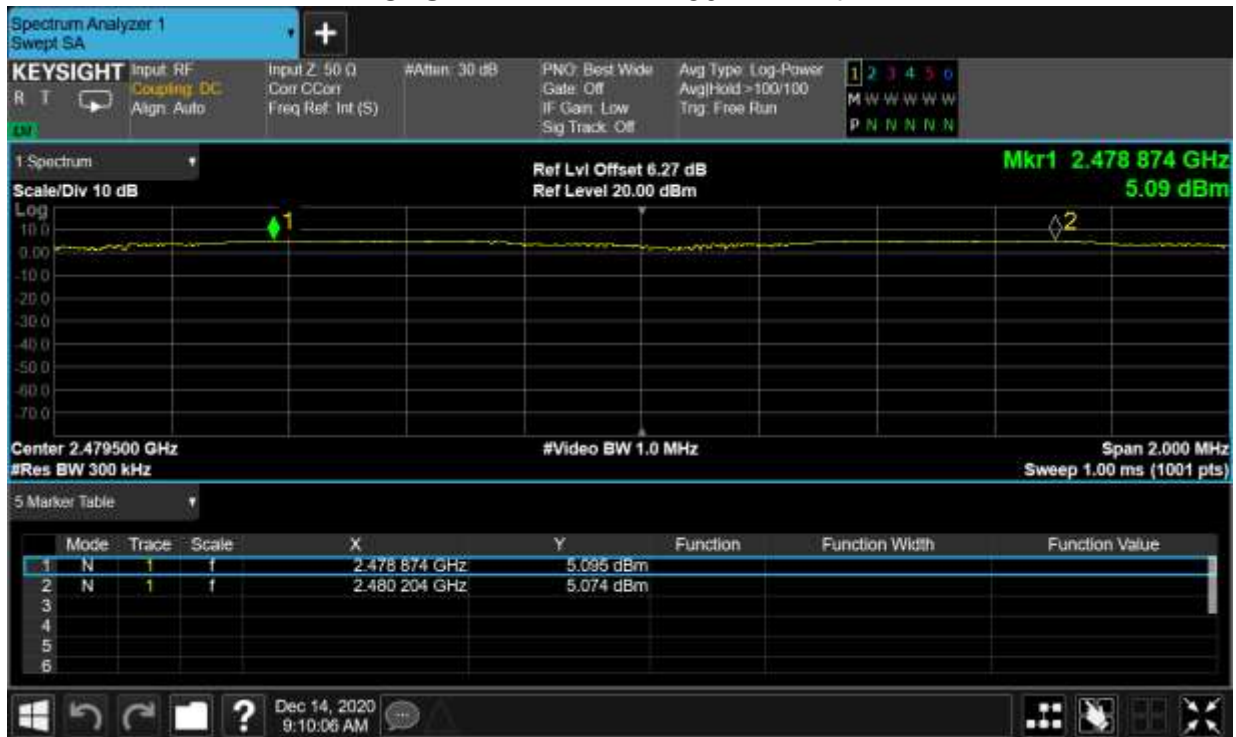 Spectrum Analyzer 1
Swept SA
+
KEYSIGHT Input: RF Input Z: 50 Ω #Atten: 30 dB PNO: Best Wide Avg Type: Log-Power 1 2 3 4 5 6
R T Coupling: DC Corr CCorr Gate: Off Avg|Hold:>100/100 M W W W W W
Align: Auto Freq Ref: Int (S) IF Gain: Low Trig: Free Run
Sig Track: Off P N N N N N
1 Spectrum Ref Lvl Offset 6.27 dB Mkr1 2.478 874 GHz
Scale/Div 10 dB Ref Level 20.00 dBm 5.09 dBm
Log
10.0
1
2
0.00
-10.0
-20.0
-30.0
-40.0
-50.0
-60.0
-70.0
Center 2.479500 GHz #Video BW 1.0 MHz Span 2.000 MHz
#Res BW 300 kHz Sweep 1.00 ms (1001 pts)
5 Marker Table
Mode Trace Scale X Y Function Function Width Function Value
1 N 1 f 2.478 874 GHz 5.095 dBm
2 N 1 f 2.480 204 GHz 5.074 dBm
3
4
5
6
? Dec 14, 2020
9:10:06 AM